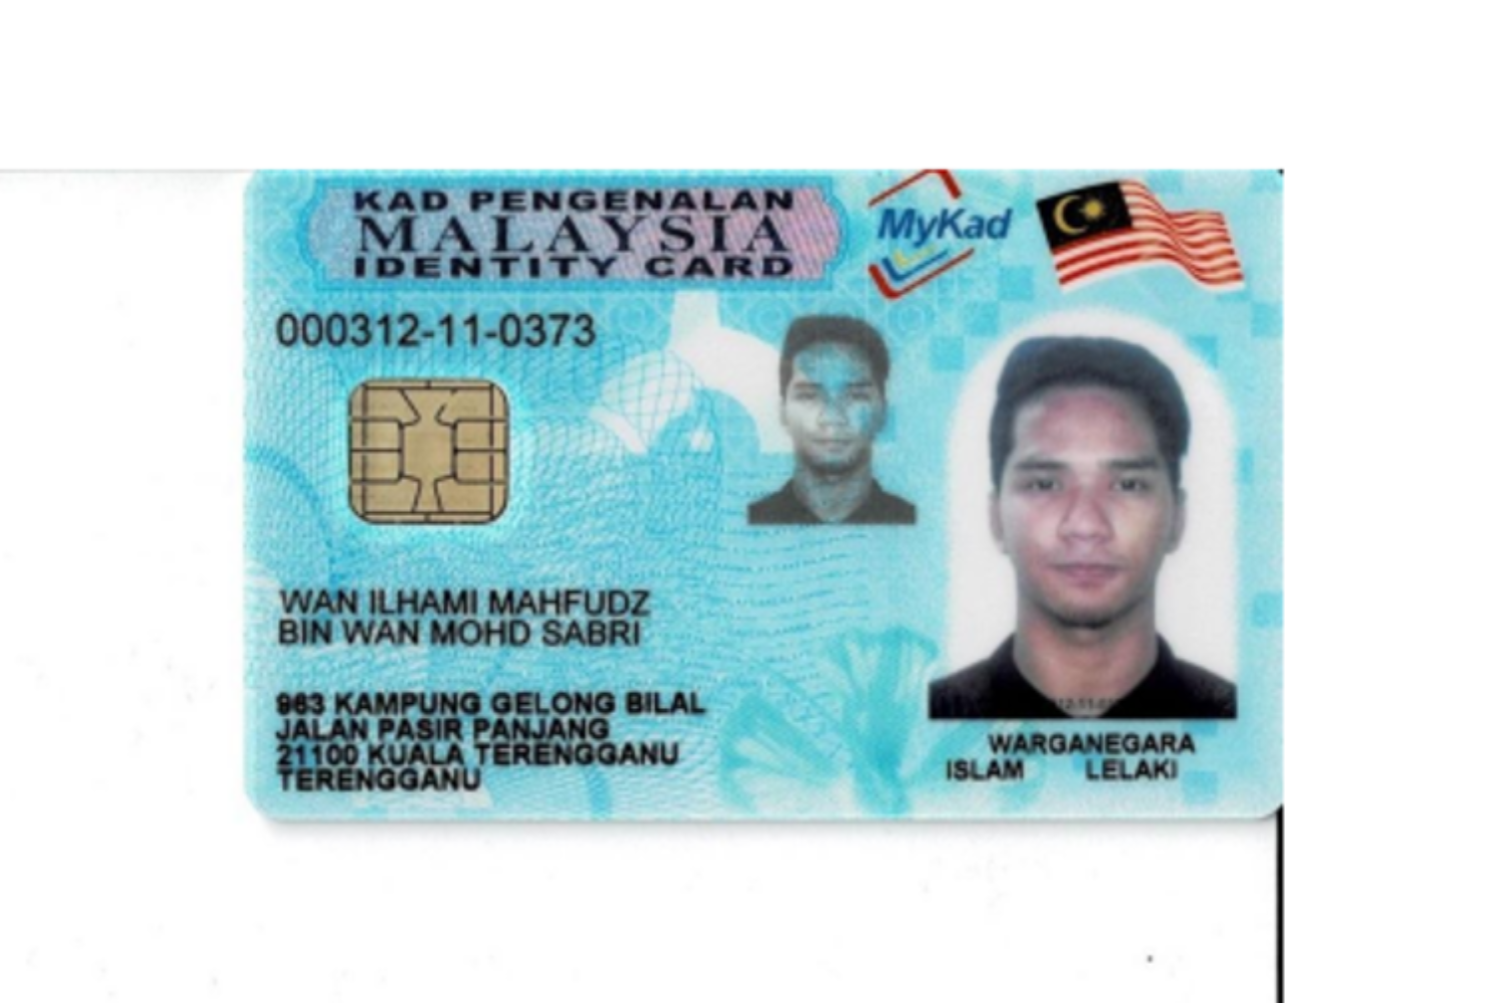 KAD PENGENALAN
MALAYSIA
IDENTITY CARD
MyKad
000312-11-0373
WAN ILHAMI MAHFUDZ
BIN WAN MOHD SABRI
963 KAMPUNG GELONG BILAL
JALAN PASIR PANJANG
21100 KUALA TERENGGANU
TERENGGANU
WARGANEGARA
ISLAM LELAKI